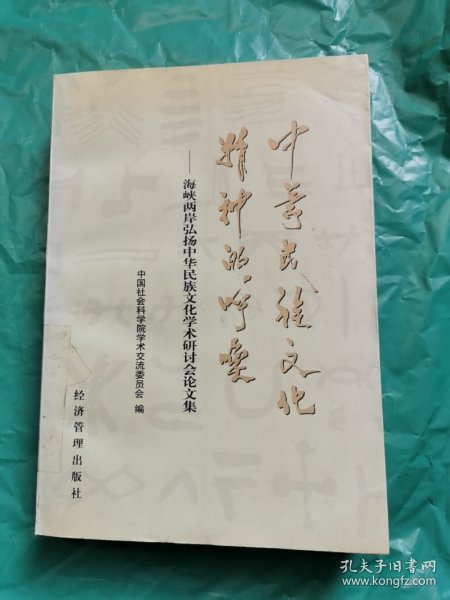 中华民族文化
精神的呼唤
——海峡两岸弘扬中华民族文化学术研讨会论文集
中国社会科学院学术交流委员会 编
经济管理出版社
孔夫子旧书网
www.kongfz.com